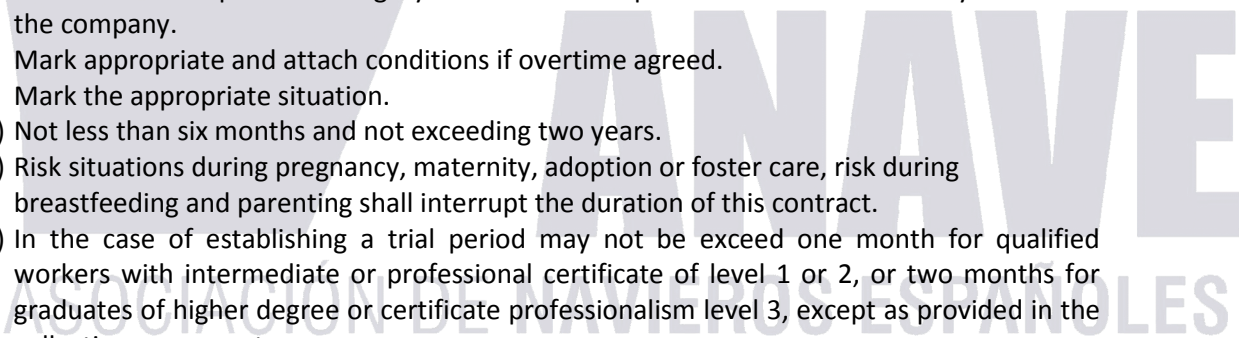 the company.
Mark appropriate and attach conditions if overtime agreed.
Mark the appropriate situation.
) Not less than six months and not exceeding two years.
) Risk situations during pregnancy, maternity, adoption or foster care, risk during
breastfeeding and parenting shall interrupt the duration of this contract.
) In the case of establishing a trial period may not be exceed one month for qualified
workers with intermediate or professional certificate of level 1 or 2, or two months for
graduates of higher degree or certificate professionalism level 3, except as provided in the
ANAVE
ASOCIACIÓN DE NAVIEROS ESPAÑOLES